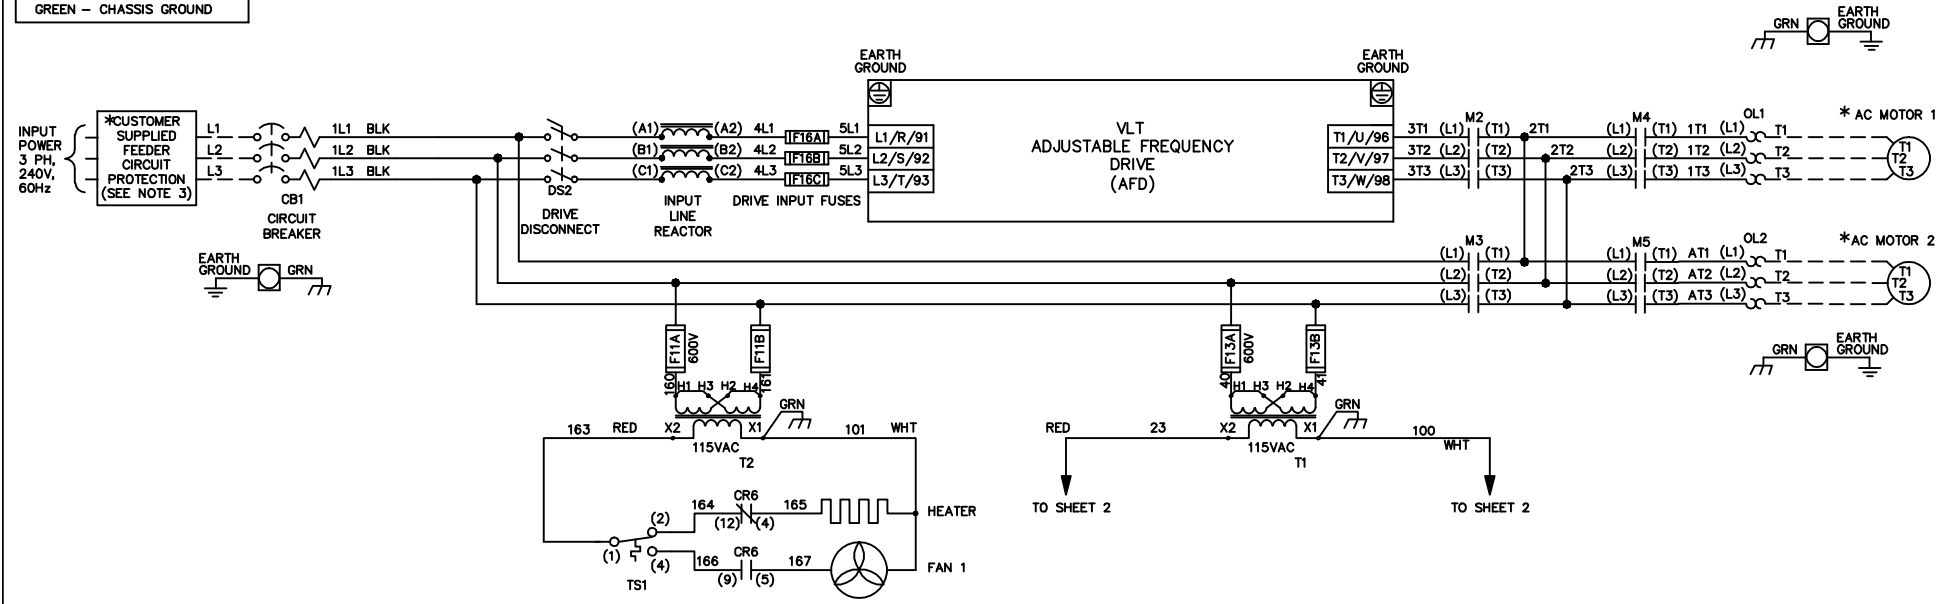 GREEN – CHASSIS GROUND
EARTH
GROUND
GRN
EARTH
GROUND
EARTH
GROUND
INPUT
POWER
3 PH,
240V,
60Hz
*CUSTOMER
SUPPLIED
FEEDER
CIRCUIT
PROTECTION
(SEE NOTE 3)
L1
L2
L3
CB1
CIRCUIT
BREAKER
1L1 BLK
1L2 BLK
1L3 BLK
DS2
DRIVE
DISCONNECT
(A1) (A2) 4L1 F16A 5L1 L1/R/91
(B1) (B2) 4L2 F16B 5L2 L2/S/92
(C1) (C2) 4L3 F16C 5L3 L3/T/93
INPUT
LINE
REACTOR
DRIVE INPUT FUSES
VLT
ADJUSTABLE FREQUENCY
DRIVE
(AFD)
M2 M4 OL1 * AC MOTOR 1
T1/U/96 3T1 (L1) (T1) 2T1 (L1) (T1) 1T1 (L1) T1
T2/V/97 3T2 (L2) (T2) 2T2 (L2) (T2) 1T2 (L2) T2
T3/W/98 3T3 (L3) (T3) 2T3 (L3) (T3) 1T3 (L3) T3
T1
T2
T3
EARTH
GROUND
GRN
M3 M5 OL2 *AC MOTOR 2
(L1) (T1) (L1) (T1) AT1 (L1) T1
(L2) (T2) (L2) (T2) AT2 (L2) T2
(L3) (T3) (L3) (T3) AT3 (L3) T3
T1
T2
T3
GRN
EARTH
GROUND
F11A
600V
F11B
160
161
H1 H3 H2 H4
GRN
163 RED X2 X1 101 WHT
115VAC
T2
F13A
600V
F13B
40
41
H1 H3 H2 H4
GRN
RED 23 X2 X1 100
WHT
115VAC
T1
TO SHEET 2
TO SHEET 2
164 CR6 165
(12) (4)
HEATER
(2)
(1)
(4)
TS1
166 CR6 167
(9) (5)
FAN 1